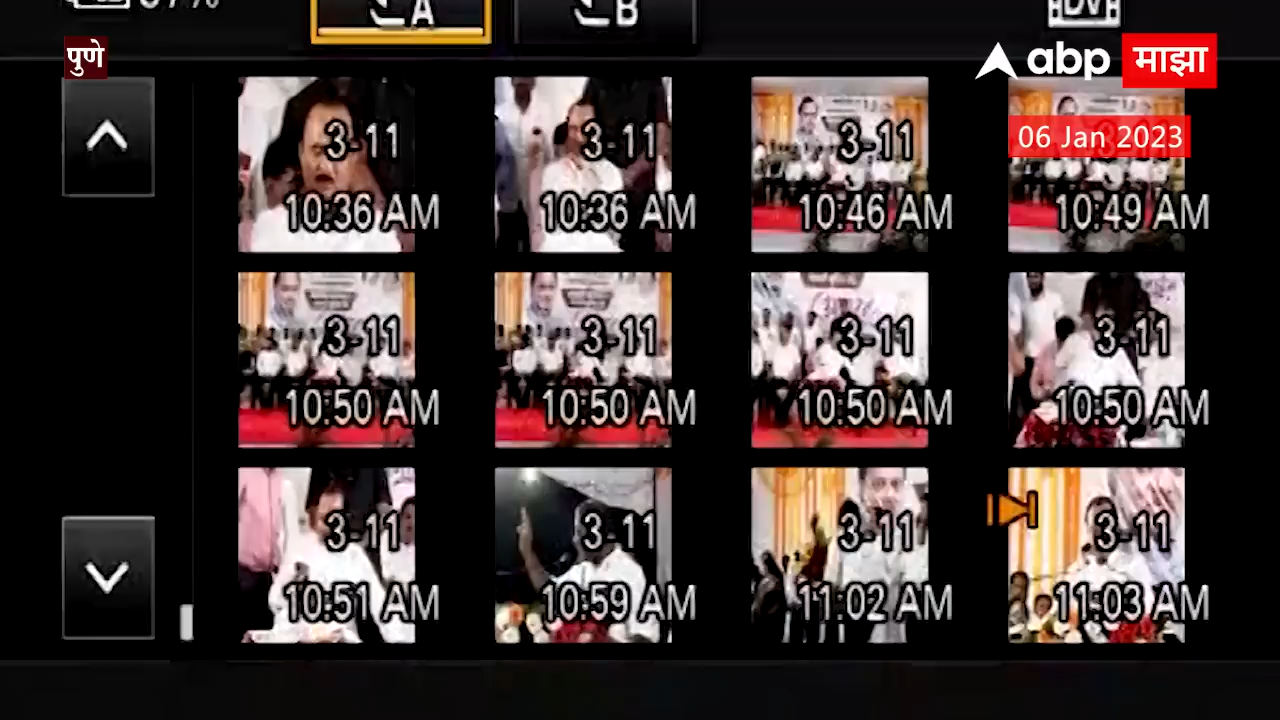 A
B
DV
पुणे
abp माझा
06 Jan 2023
3-11
10:36 AM
3-11
10:36 AM
3-11
10:46 AM
3-11
10:49 AM
3-11
10:50 AM
3-11
10:50 AM
3-11
10:50 AM
3-11
10:50 AM
3-11
10:51 AM
3-11
10:59 AM
3-11
11:02 AM
3-11
11:03 AM